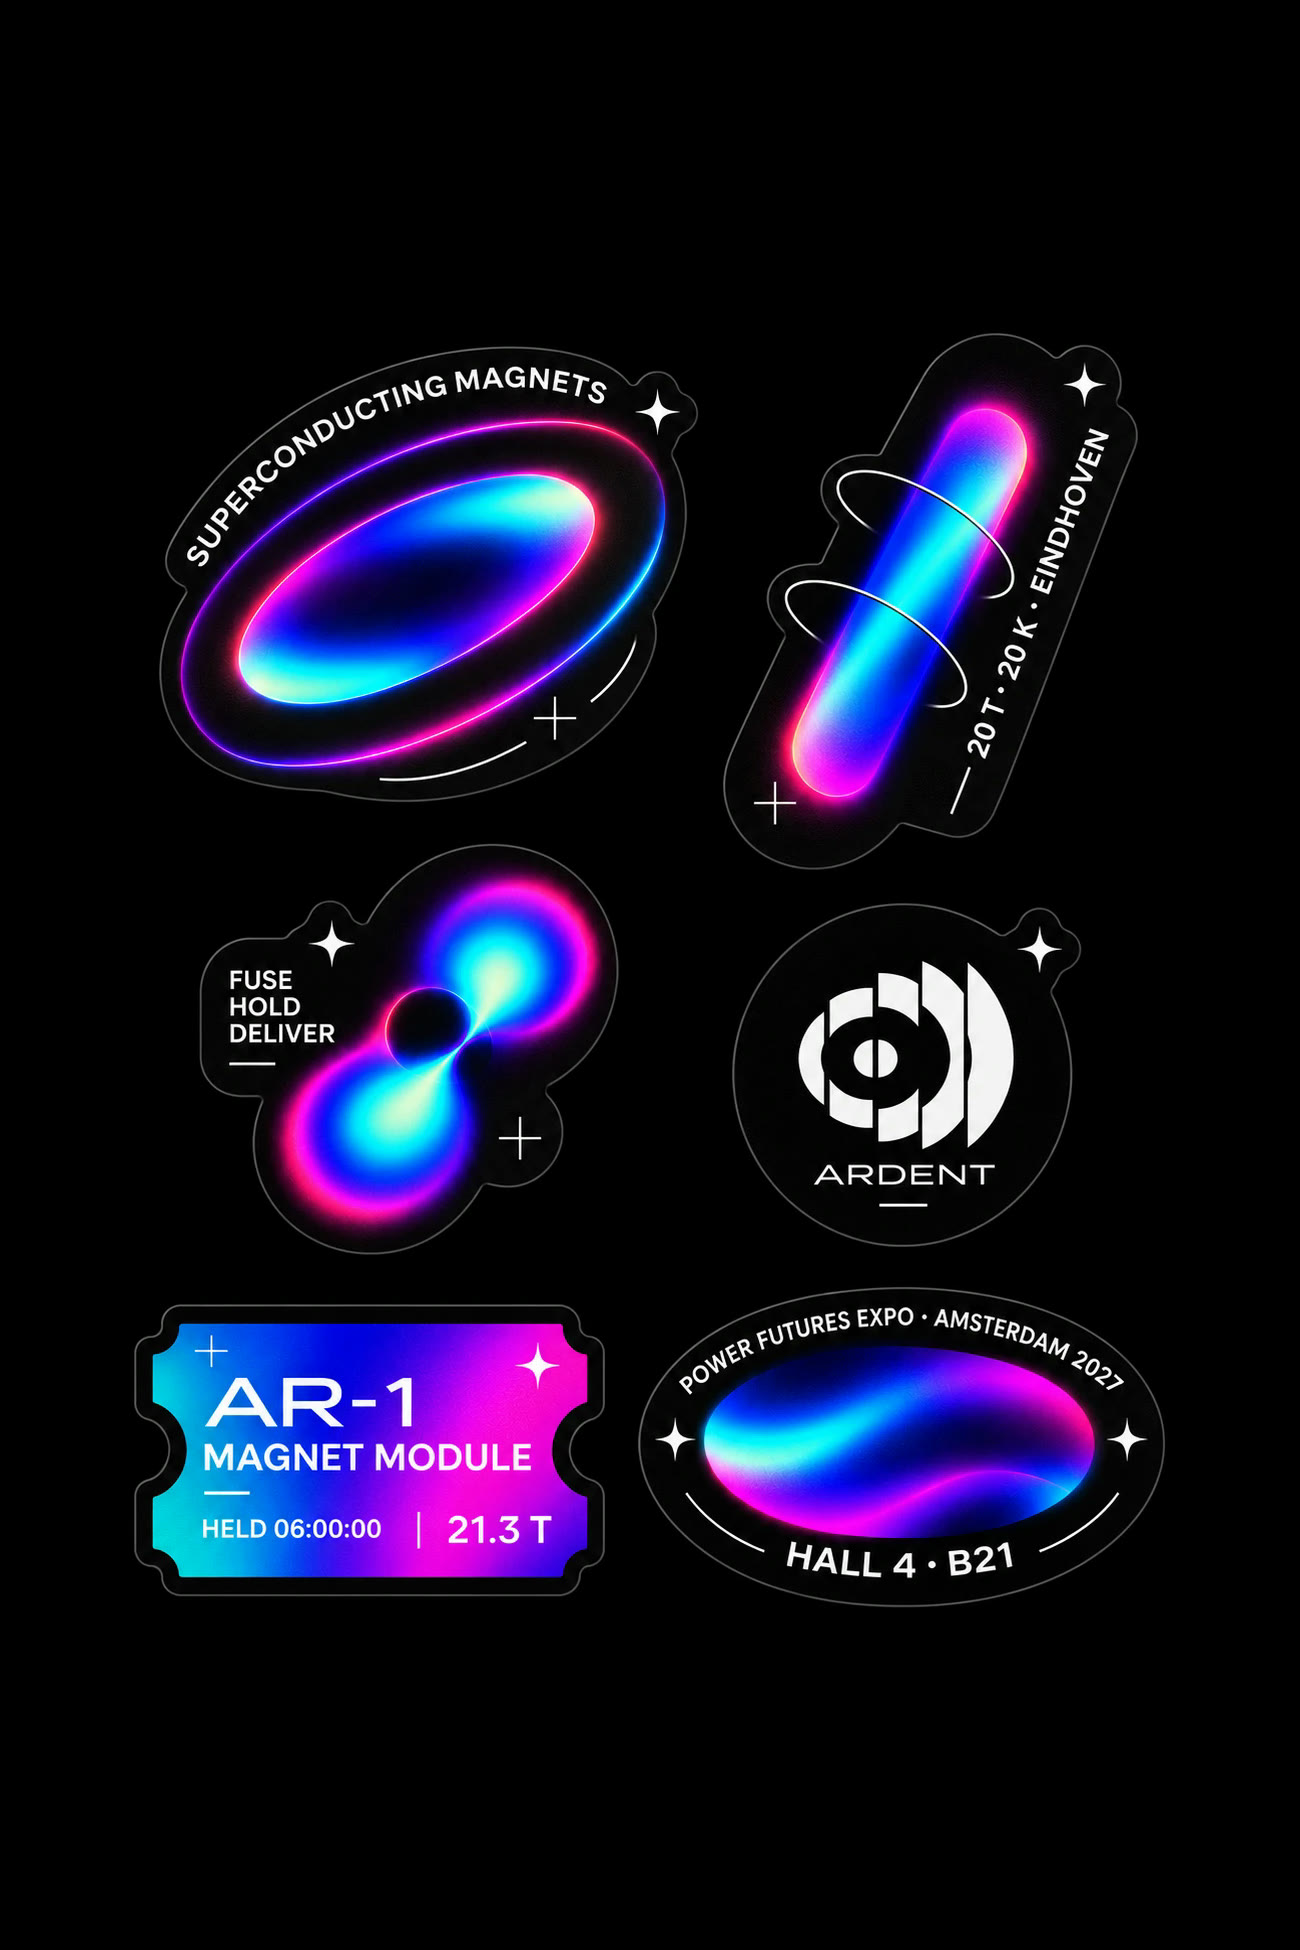 SUPERCONDUCTING MAGNETS
20 T • 20 K • EINDHOVEN
FUSE
HOLD
DELIVER
ARDENT
AR-1
MAGNET MODULE
HELD 06:00:00 | 21.3 T
POWER FUTURES EXPO • AMSTERDAM 2027
HALL 4 • B21